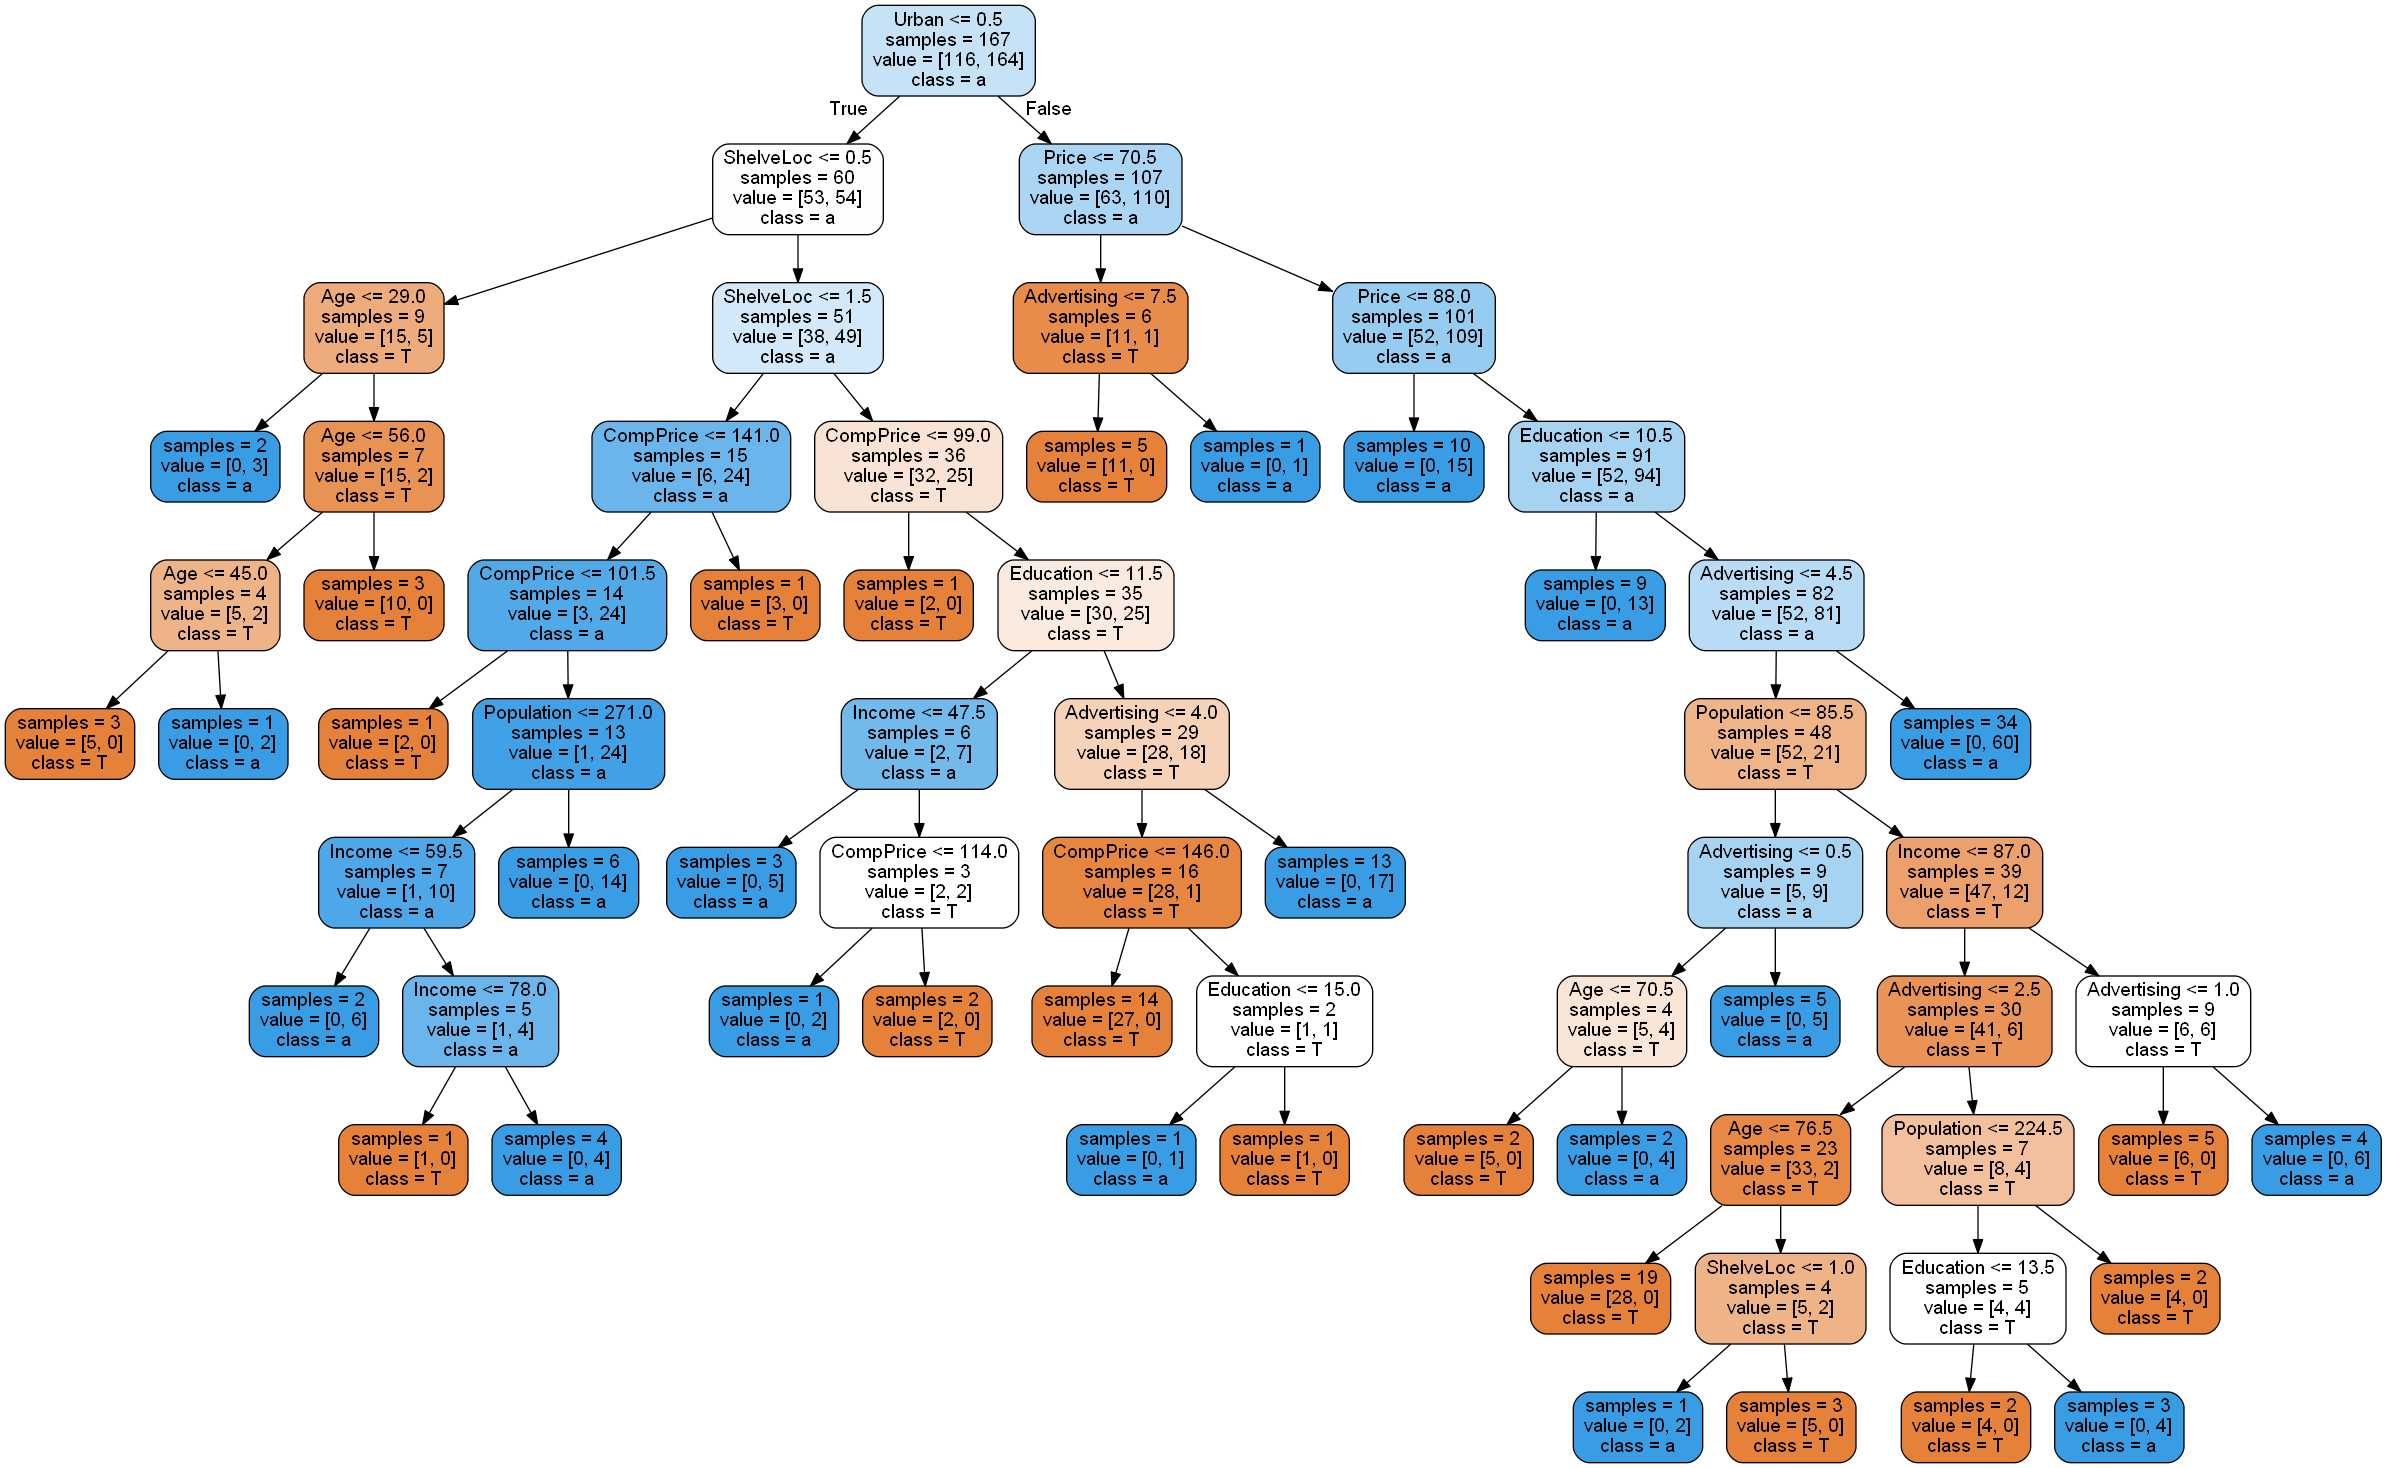 Urban <= 0.5
samples = 167
value = [116, 164]
class = a
True
False
ShelveLoc <= 0.5
samples = 60
value = [53, 54]
class = a
Price <= 70.5
samples = 107
value = [63, 110]
class = a
Age <= 29.0
samples = 9
value = [15, 5]
class = T
ShelveLoc <= 1.5
samples = 51
value = [38, 49]
class = a
Advertising <= 7.5
samples = 6
value = [11, 1]
class = T
Price <= 88.0
samples = 101
value = [52, 109]
class = a
samples = 2
value = [0, 3]
class = a
Age <= 56.0
samples = 7
value = [15, 2]
class = T
CompPrice <= 141.0
samples = 15
value = [6, 24]
class = a
CompPrice <= 99.0
samples = 36
value = [32, 25]
class = T
samples = 5
value = [11, 0]
class = T
samples = 1
value = [0, 1]
class = a
samples = 10
value = [0, 15]
class = a
Education <= 10.5
samples = 91
value = [52, 94]
class = a
Age <= 45.0
samples = 4
value = [5, 2]
class = T
samples = 3
value = [10, 0]
class = T
CompPrice <= 101.5
samples = 14
value = [3, 24]
class = a
samples = 1
value = [3, 0]
class = T
samples = 1
value = [2, 0]
class = T
Education <= 11.5
samples = 35
value = [30, 25]
class = T
samples = 9
value = [0, 13]
class = a
Advertising <= 4.5
samples = 82
value = [52, 81]
class = a
samples = 3
value = [5, 0]
class = T
samples = 1
value = [0, 2]
class = a
samples = 1
value = [2, 0]
class = T
Population <= 271.0
samples = 13
value = [1, 24]
class = a
Income <= 47.5
samples = 6
value = [2, 7]
class = a
Advertising <= 4.0
samples = 29
value = [28, 18]
class = T
Population <= 85.5
samples = 48
value = [52, 21]
class = T
samples = 34
value = [0, 60]
class = a
Income <= 59.5
samples = 7
value = [1, 10]
class = a
samples = 6
value = [0, 14]
class = a
samples = 3
value = [0, 5]
class = a
CompPrice <= 114.0
samples = 3
value = [2, 2]
class = T
CompPrice <= 146.0
samples = 16
value = [28, 1]
class = T
samples = 13
value = [0, 17]
class = a
Advertising <= 0.5
samples = 9
value = [5, 9]
class = a
Income <= 87.0
samples = 39
value = [47, 12]
class = T
samples = 2
value = [0, 6]
class = a
Income <= 78.0
samples = 5
value = [1, 4]
class = a
samples = 1
value = [0, 2]
class = a
samples = 2
value = [2, 0]
class = T
samples = 14
value = [27, 0]
class = T
Education <= 15.0
samples = 2
value = [1, 1]
class = T
Age <= 70.5
samples = 4
value = [5, 4]
class = T
samples = 5
value = [0, 5]
class = a
Advertising <= 2.5
samples = 30
value = [41, 6]
class = T
Advertising <= 1.0
samples = 9
value = [6, 6]
class = T
samples = 1
value = [1, 0]
class = T
samples = 4
value = [0, 4]
class = a
samples = 1
value = [0, 1]
class = a
samples = 1
value = [1, 0]
class = T
samples = 2
value = [5, 0]
class = T
samples = 2
value = [0, 4]
class = a
Age <= 76.5
samples = 23
value = [33, 2]
class = T
Population <= 224.5
samples = 7
value = [8, 4]
class = T
samples = 5
value = [6, 0]
class = T
samples = 4
value = [0, 6]
class = a
samples = 19
value = [28, 0]
class = T
ShelveLoc <= 1.0
samples = 4
value = [5, 2]
class = T
Education <= 13.5
samples = 5
value = [4, 4]
class = T
samples = 2
value = [4, 0]
class = T
samples = 1
value = [0, 2]
class = a
samples = 3
value = [5, 0]
class = T
samples = 2
value = [4, 0]
class = T
samples = 3
value = [0, 4]
class = a